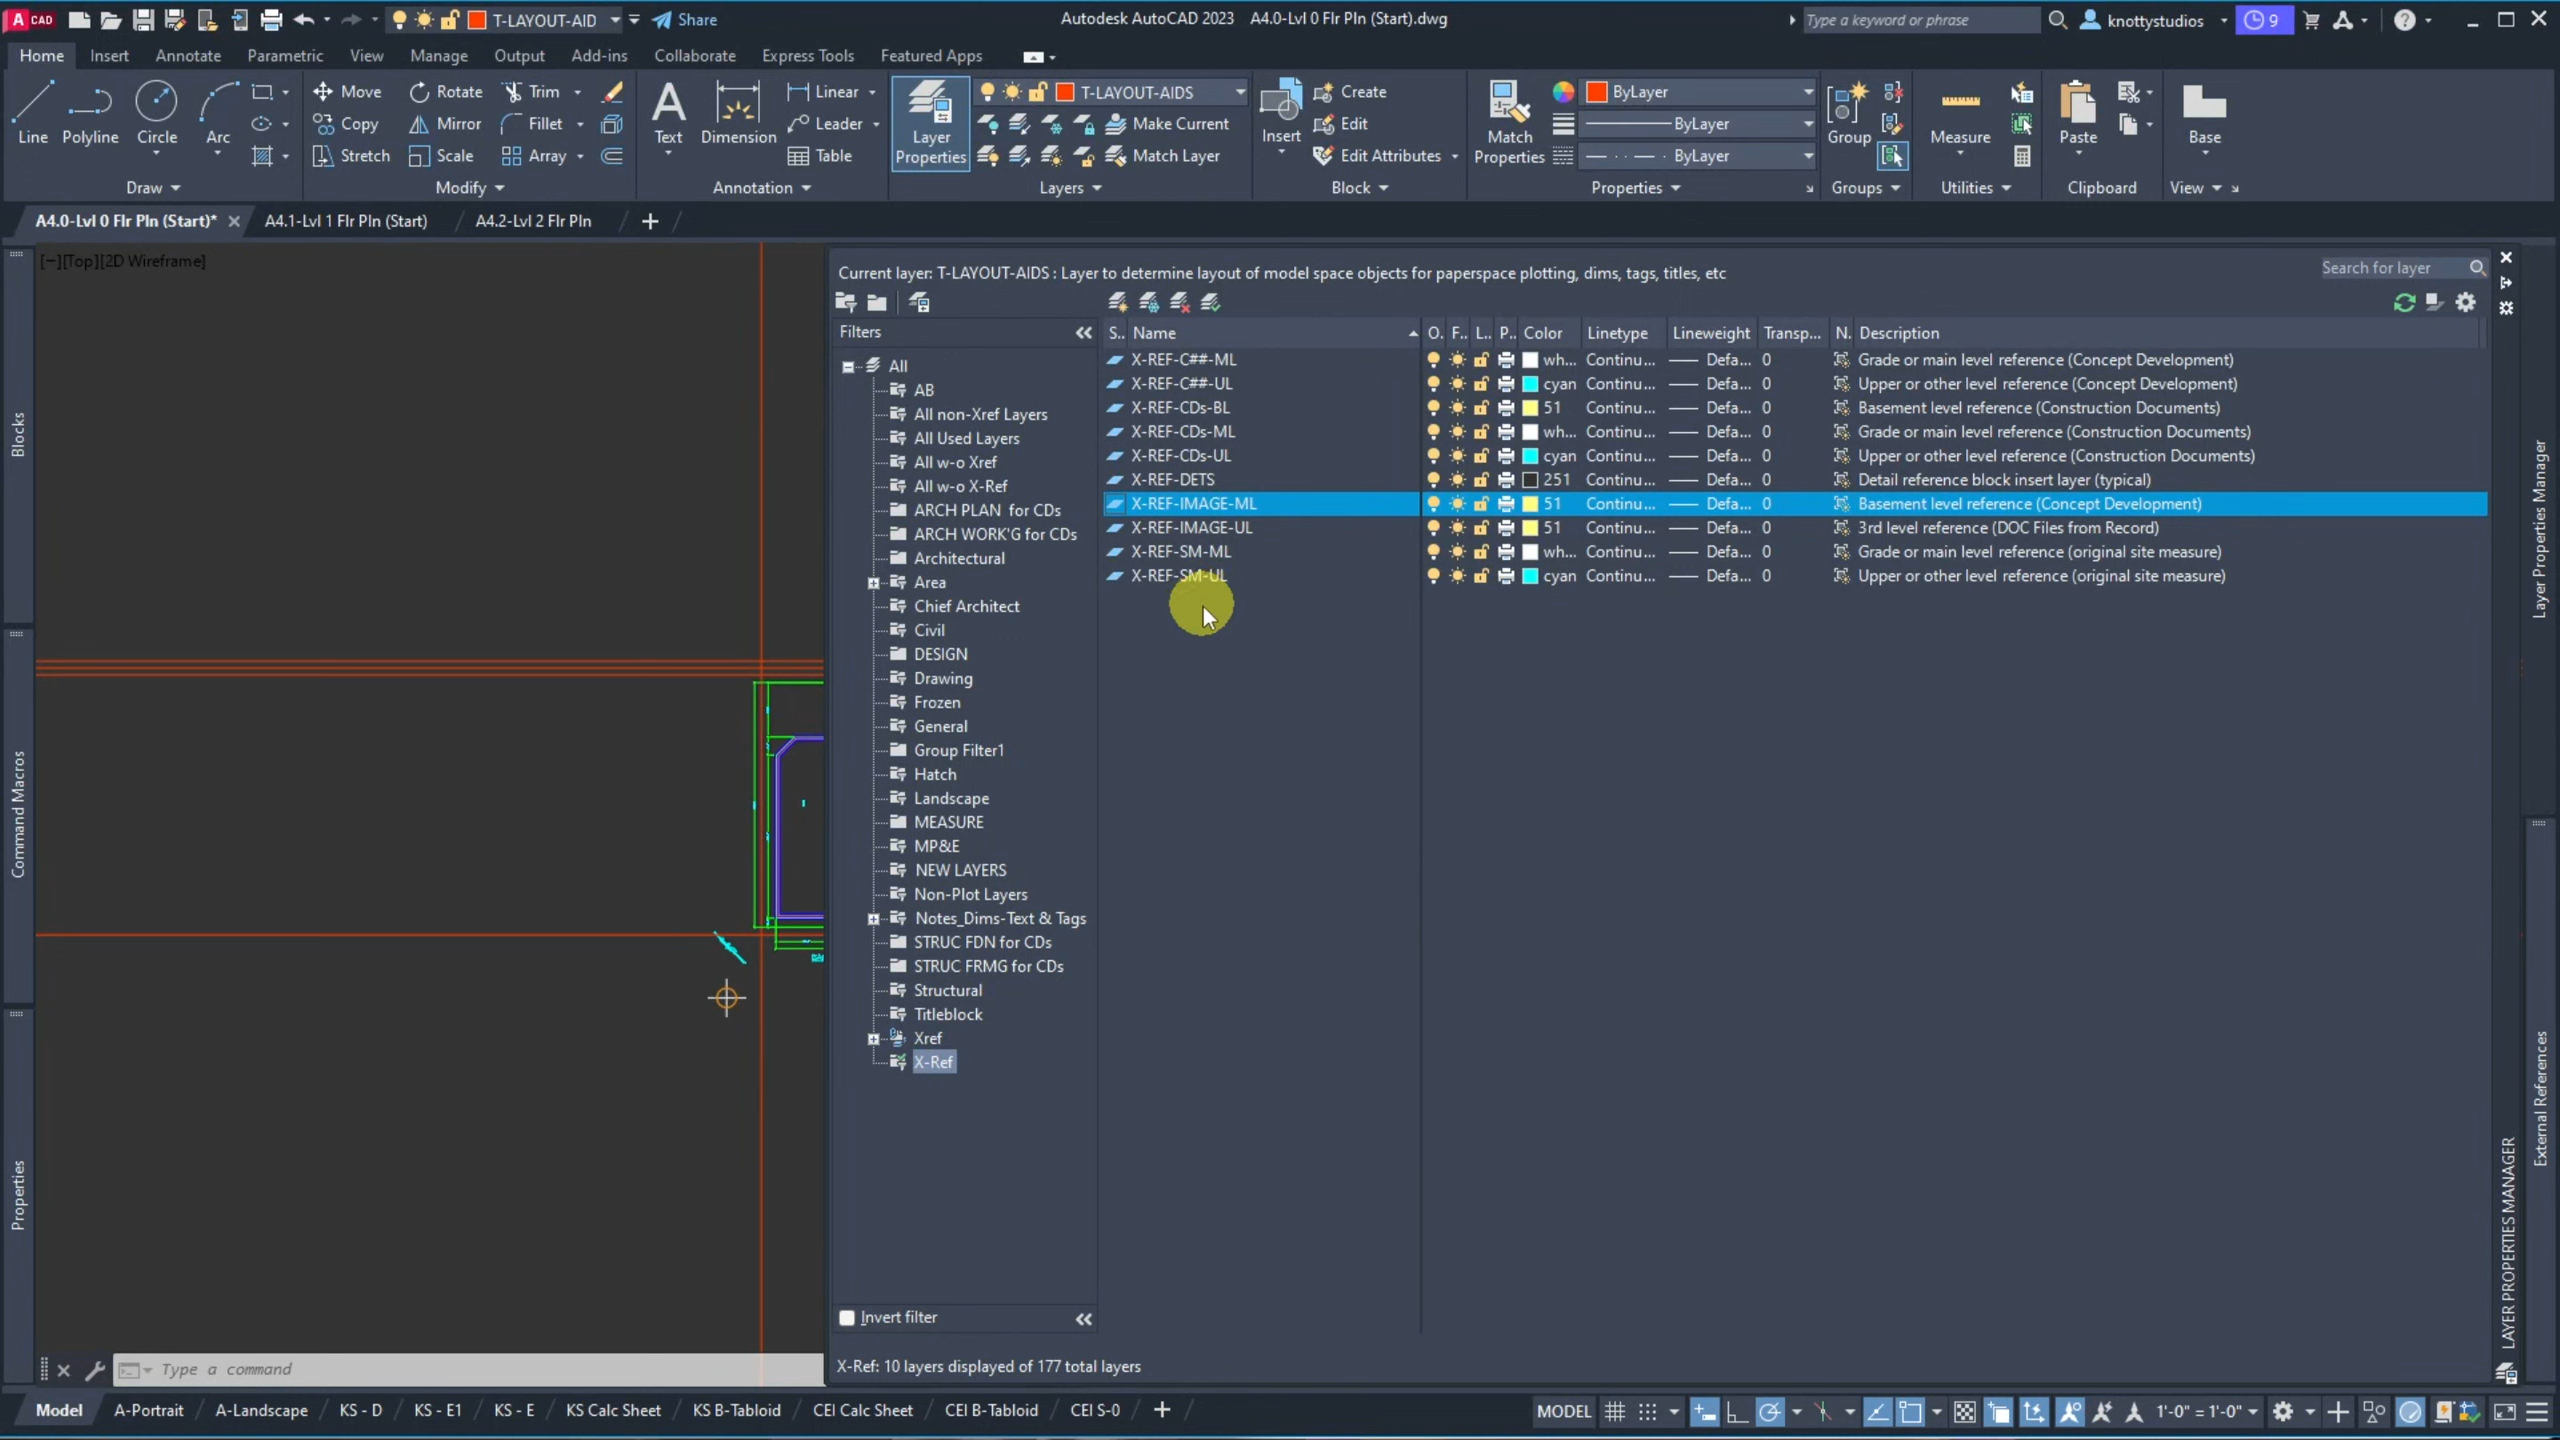 CAD T-LAYOUT-AID Share Autodesk AutoCAD 2023 A4.0-Lvl 0 Flr Pln (Start).dwg Type a keyword or phrase knottystudios 9
Home Insert Annotate Parametric View Manage Output Add-ins Collaborate Express Tools Featured Apps
Move Rotate Trim Linear T-LAYOUT-AIDS Create ByLayer
Copy Mirror Fillet Leader Make Current Edit ByLayer
Line Polyline Circle Arc Text Dimension Layer Insert Match Group Measure Paste Base
Stretch Scale Array Table Properties Match Layer Edit Attributes Properties ByLayer
Draw Modify Annotation Layers Block Properties Groups Utilities Clipboard View
A4.0-Lvl 0 Flr Pln (Start)* A4.1-Lvl 1 Flr Pln (Start) A4.2-Lvl 2 Flr Pln
[−][Top][2D Wireframe]
Blocks
Command Macros
Properties
Current layer: T-LAYOUT-AIDS : Layer to determine layout of model space objects for paperspace plotting, dims, tags, titles, etc
Search for layer
Filters
All
AB
All non-Xref Layers
All Used Layers
All w-o Xref
All w-o X-Ref
ARCH PLAN for CDs
ARCH WORK'G for CDs
Architectural
Area
Chief Architect
Civil
DESIGN
Drawing
Frozen
General
Group Filter1
Hatch
Landscape
MEASURE
MP&E
NEW LAYERS
Non-Plot Layers
Notes_Dims-Text & Tags
STRUC FDN for CDs
STRUC FRMG for CDs
Structural
Titleblock
Xref
X-Ref
Invert filter
S.. Name O. F.. L.. P.. Color Linetype Lineweight Transp... N. Description
X-REF-C##-ML wh... Continu... Defa... 0 Grade or main level reference (Concept Development)
X-REF-C##-UL cyan Continu... Defa... 0 Upper or other level reference (Concept Development)
X-REF-CDs-BL 51 Continu... Defa... 0 Basement level reference (Construction Documents)
X-REF-CDs-ML wh... Continu... Defa... 0 Grade or main level reference (Construction Documents)
X-REF-CDs-UL cyan Continu... Defa... 0 Upper or other level reference (Construction Documents)
X-REF-DETS 251 Continu... Defa... 0 Detail reference block insert layer (typical)
X-REF-IMAGE-ML 51 Continu... Defa... 0 Basement level reference (Concept Development)
X-REF-IMAGE-UL 51 Continu... Defa... 0 3rd level reference (DOC Files from Record)
X-REF-SM-ML wh... Continu... Defa... 0 Grade or main level reference (original site measure)
X-REF-SM-UL cyan Continu... Defa... 0 Upper or other level reference (original site measure)
X-Ref: 10 layers displayed of 177 total layers
LAYER PROPERTIES MANAGER
Layer Properties Manager
External References
Type a command
Model A-Portrait A-Landscape KS - D KS - E1 KS - E KS Calc Sheet KS B-Tabloid CEI Calc Sheet CEI B-Tabloid CEI S-0 MODEL 1'-0" = 1'-0"